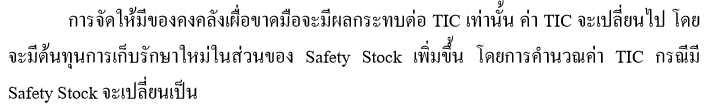 การจัดให้มีของคงคลังเผื่อขาดมือจะมีผลกระทบต่อ TIC เท่านั้น ค่า TIC จะเปลี่ยนไป โดย
จะมีต้นทุนการเก็บรักษาใหม่ในส่วนของ Safety Stock เพิ่มขึ้น โดยการคำนวณค่า TIC กรณีมี
Safety Stock จะเปลี่ยนเป็น